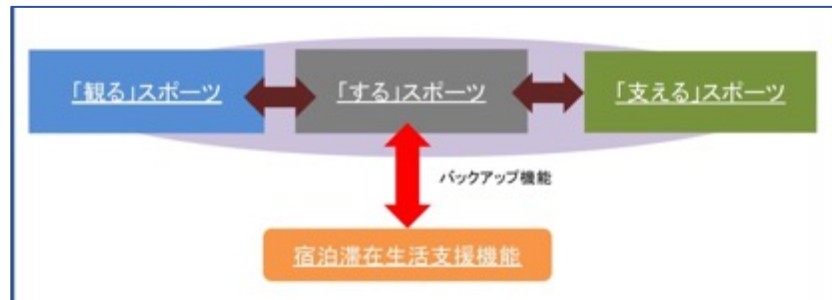 「観る」スポーツ
「する」スポーツ
「支える」スポーツ
バックアップ機能
宿泊滞在生活支援機能